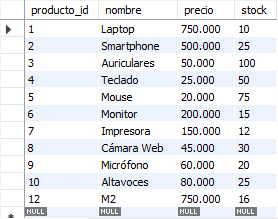 producto_id nombre precio stock
1 Laptop 750.000 10
2 Smartphone 500.000 25
3 Auriculares 50.000 100
4 Teclado 25.000 50
5 Mouse 20.000 75
6 Monitor 200.000 15
7 Impresora 150.000 12
8 Cámara Web 45.000 30
9 Micrófono 60.000 20
10 Altavoces 80.000 25
12 M2 750.000 16
NULL NULL NULL NULL